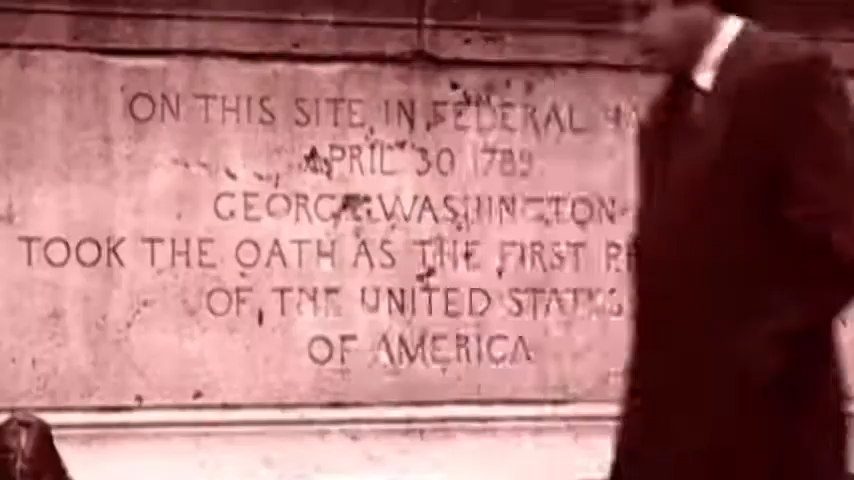 ON THIS SITE IN FEDERAL
APRIL 30 1789
GEORGE WASHINGTON
TOOK THE OATH AS THE FIRST
OF THE UNITED STATES
OF AMERICA